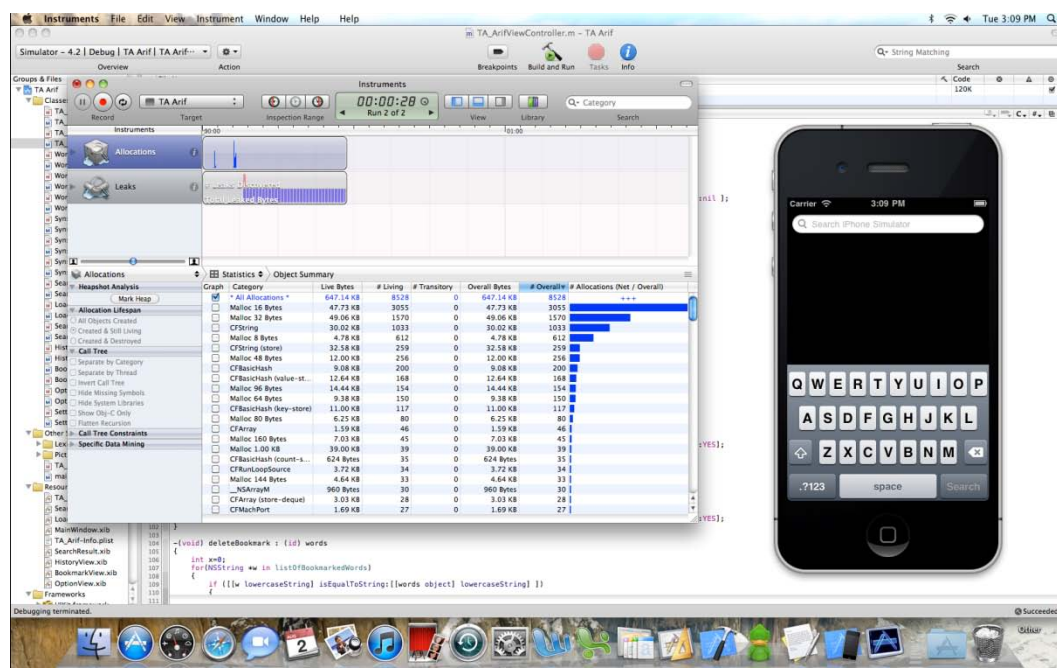 Instruments File Edit View Instrument Window Help Help
Tue 3:09 PM
TA_ArifViewController.m - TA Arif
Simulator - 4.2 | Debug | TA Arif | TA Arif...
String Matching
Overview Action Breakpoints Build and Run Tasks Info Search
Groups & Files
Code
TA Arif
120K
Instruments
TA Arif
00:00:28
Run 2 of 2
Category
Record Target Inspection Range View Library Search
Instruments
00:00
01:00
Allocations
Leaks
Total Leaked Bytes
:nil ];
Allocations
Statistics Object Summary
Heapshot Analysis
Mark Heap
Allocation Lifespan
All Objects Created
Created & Still Living
Created & Destroyed
Call Tree
Separate by Category
Separate by Thread
Invert Call Tree
Hide Missing Symbols
Hide System Libraries
Show Obj-C Only
Flatten Recursion
Call Tree Constraints
Specific Data Mining
Graph Category Live Bytes # Living # Transitory Overall Bytes # Overall # Allocations (Net / Overall)
* All Allocations * 647.14 KB 8528 0 647.14 KB 8528 +++
Malloc 16 Bytes 47.73 KB 3055 0 47.73 KB 3055
Malloc 32 Bytes 49.06 KB 1570 0 49.06 KB 1570
CFString 30.02 KB 1033 0 30.02 KB 1033
Malloc 8 Bytes 4.78 KB 612 0 4.78 KB 612
CFString (store) 32.58 KB 259 0 32.58 KB 259
Malloc 48 Bytes 12.00 KB 256 0 12.00 KB 256
CFBasicHash 9.08 KB 200 0 9.08 KB 200
CFBasicHash (value-st... 12.64 KB 168 0 12.64 KB 168
Malloc 96 Bytes 14.44 KB 154 0 14.44 KB 154
Malloc 64 Bytes 9.38 KB 150 0 9.38 KB 150
CFBasicHash (key-store) 11.00 KB 117 0 11.00 KB 117
Malloc 80 Bytes 6.25 KB 80 0 6.25 KB 80
CFArray 1.59 KB 46 0 1.59 KB 46
Malloc 160 Bytes 7.03 KB 45 0 7.03 KB 45
Malloc 1.00 KB 39.00 KB 39 0 39.00 KB 39
CFBasicHash (count-s... 624 Bytes 35 0 624 Bytes 35
CFRunLoopSource 3.72 KB 34 0 3.72 KB 34
Malloc 144 Bytes 4.64 KB 33 0 4.64 KB 33
__NSArrayM 960 Bytes 30 0 960 Bytes 30
CFArray (store-deque) 3.03 KB 28 0 3.03 KB 28
CFMachPort 1.69 KB 27 0 1.69 KB 27
:YES];
:YES];
MainWindow.xib
TA_Arif-Info.plist
SearchResult.xib
HistoryView.xib
BookmarkView.xib
OptionView.xib
Frameworks
102 }
103
104 -(void) deleteBookmark : (id) words
105 {
106 int x=0;
107 for(NSString *w in listOfBookmarkedWords)
108 {
109 if ([[w lowercaseString] isEqualToString:[[words object] lowercaseString] ])
110 {
111
Debugging terminated.
Succeeded
Carrier 3:09 PM
Search iPhone Simulator
Q W E R T Y U I O P
A S D F G H J K L
Z X C V B N M
.?123 space Search
2
Other